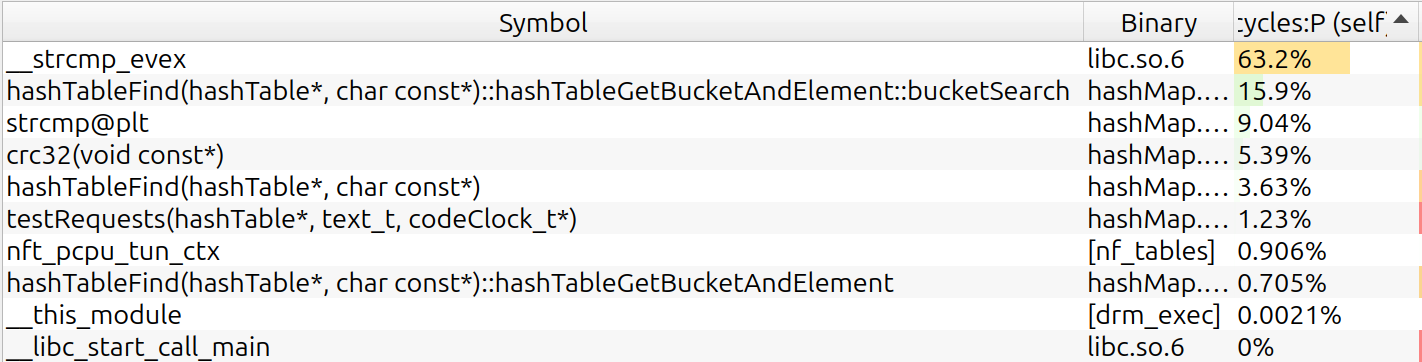 Symbol Binary cycles:P (self)
__strcmp_evex libc.so.6 63.2%
hashTableFind(hashTable*, char const*)::hashTableGetBucketAndElement::bucketSearch hashMap.… 15.9%
strcmp@plt hashMap.… 9.04%
crc32(void const*) hashMap.… 5.39%
hashTableFind(hashTable*, char const*) hashMap.… 3.63%
testRequests(hashTable*, text_t, codeClock_t*) hashMap.… 1.23%
nft_pcpu_tun_ctx [nf_tables] 0.906%
hashTableFind(hashTable*, char const*)::hashTableGetBucketAndElement hashMap.… 0.705%
__this_module [drm_exec] 0.0021%
__libc_start_call_main libc.so.6 0%